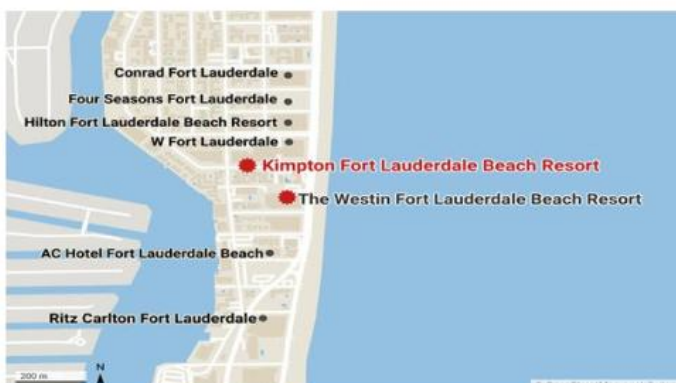 Conrad Fort Lauderdale
Four Seasons Fort Lauderdale
Hilton Fort Lauderdale Beach Resort
W Fort Lauderdale
Kimpton Fort Lauderdale Beach Resort
The Westin Fort Lauderdale Beach Resort
AC Hotel Fort Lauderdale Beach
Ritz Carlton Fort Lauderdale
N
200 m